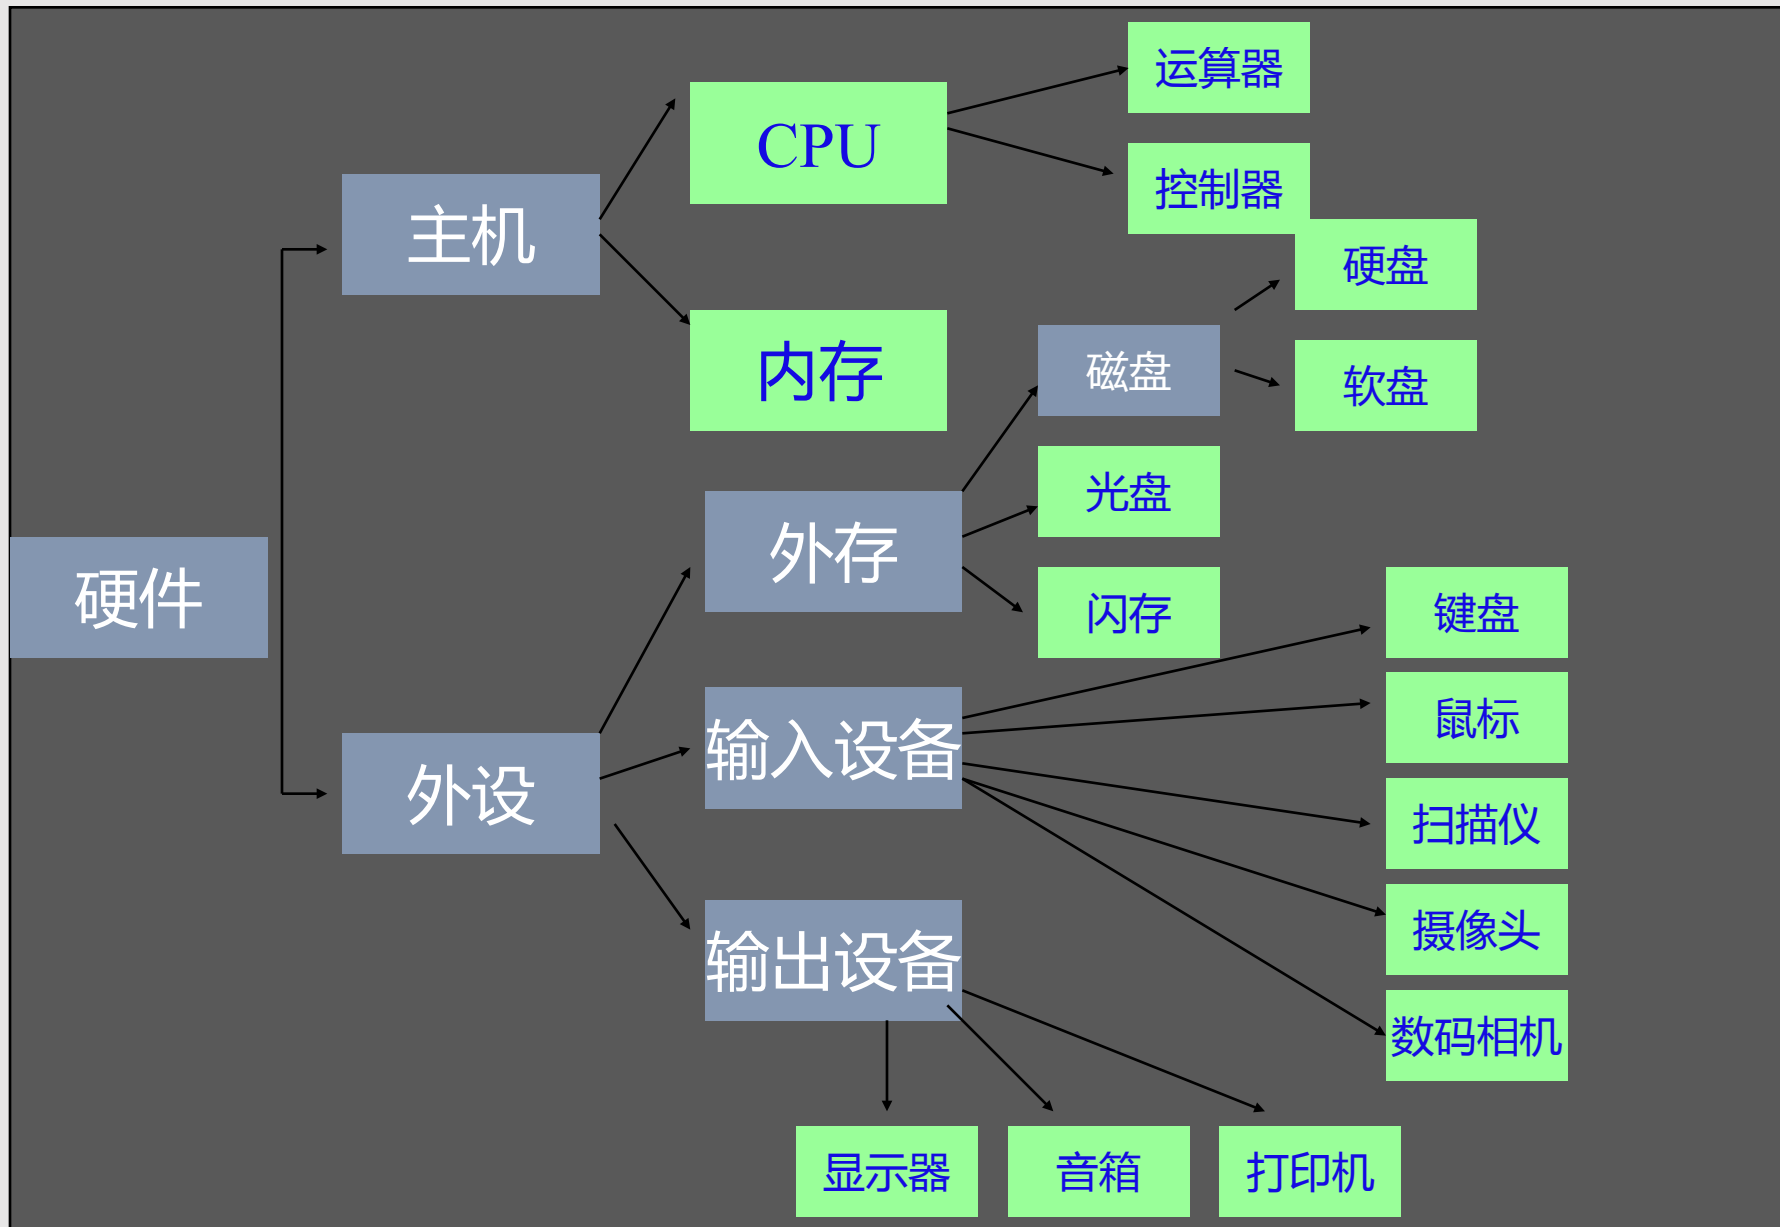 运算器
CPU
控制器
主机
硬盘
内存
磁盘
软盘
光盘
外存
硬件
闪存
键盘
鼠标
输入设备
外设
扫描仪
摄像头
输出设备
数码相机
显示器
音箱
打印机